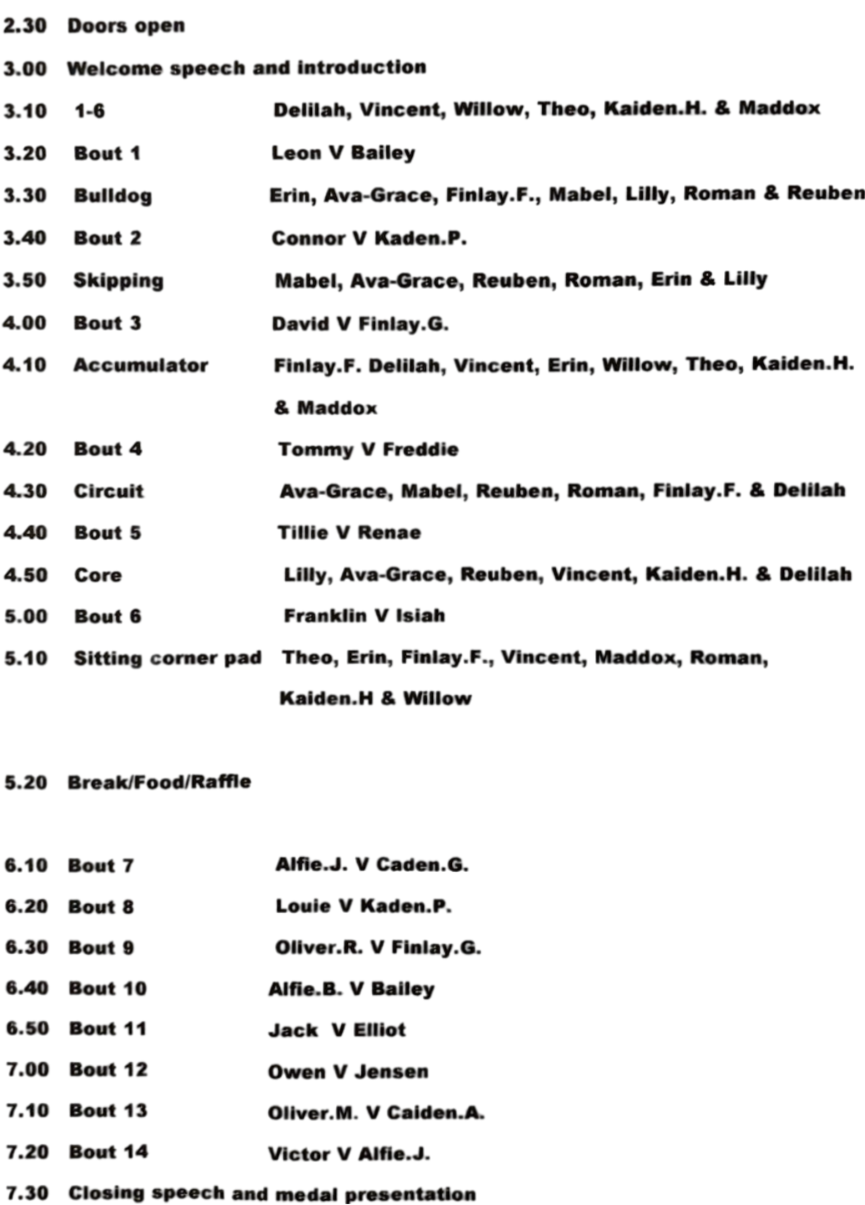 2.30 Doors open
3.00 Welcome speech and introduction
3.10 1-6 Delilah, Vincent, Willow, Theo, Kaiden.H. & Maddox
3.20 Bout 1 Leon V Bailey
3.30 Bulldog Erin, Ava-Grace, Finlay.F., Mabel, Lilly, Roman & Reuben
3.40 Bout 2 Connor V Kaden.P.
3.50 Skipping Mabel, Ava-Grace, Reuben, Roman, Erin & Lilly
4.00 Bout 3 David V Finlay.G.
4.10 Accumulator Finlay.F. Delilah, Vincent, Erin, Willow, Theo, Kaiden.H.
& Maddox
4.20 Bout 4 Tommy V Freddie
4.30 Circuit Ava-Grace, Mabel, Reuben, Roman, Finlay.F. & Delilah
4.40 Bout 5 Tillie V Renae
4.50 Core Lilly, Ava-Grace, Reuben, Vincent, Kaiden.H. & Delilah
5.00 Bout 6 Franklin V Isiah
5.10 Sitting corner pad Theo, Erin, Finlay.F., Vincent, Maddox, Roman,
Kaiden.H & Willow
5.20 Break/Food/Raffle
6.10 Bout 7 Alfie.J. V Caden.G.
6.20 Bout 8 Louie V Kaden.P.
6.30 Bout 9 Oliver.R. V Finlay.G.
6.40 Bout 10 Alfie.B. V Bailey
6.50 Bout 11 Jack V Elliot
7.00 Bout 12 Owen V Jensen
7.10 Bout 13 Oliver.M. V Caiden.A.
7.20 Bout 14 Victor V Alfie.J.
7.30 Closing speech and medal presentation